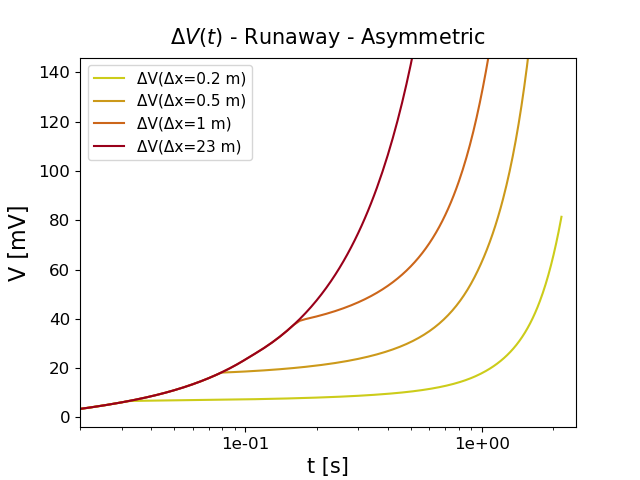 ΔV(t) - Runaway - Asymmetric
V [mV]
140
120
100
80
60
40
20
0
ΔV(Δx=0.2 m)
ΔV(Δx=0.5 m)
ΔV(Δx=1 m)
ΔV(Δx=23 m)
1e-01 1e+00
t [s]